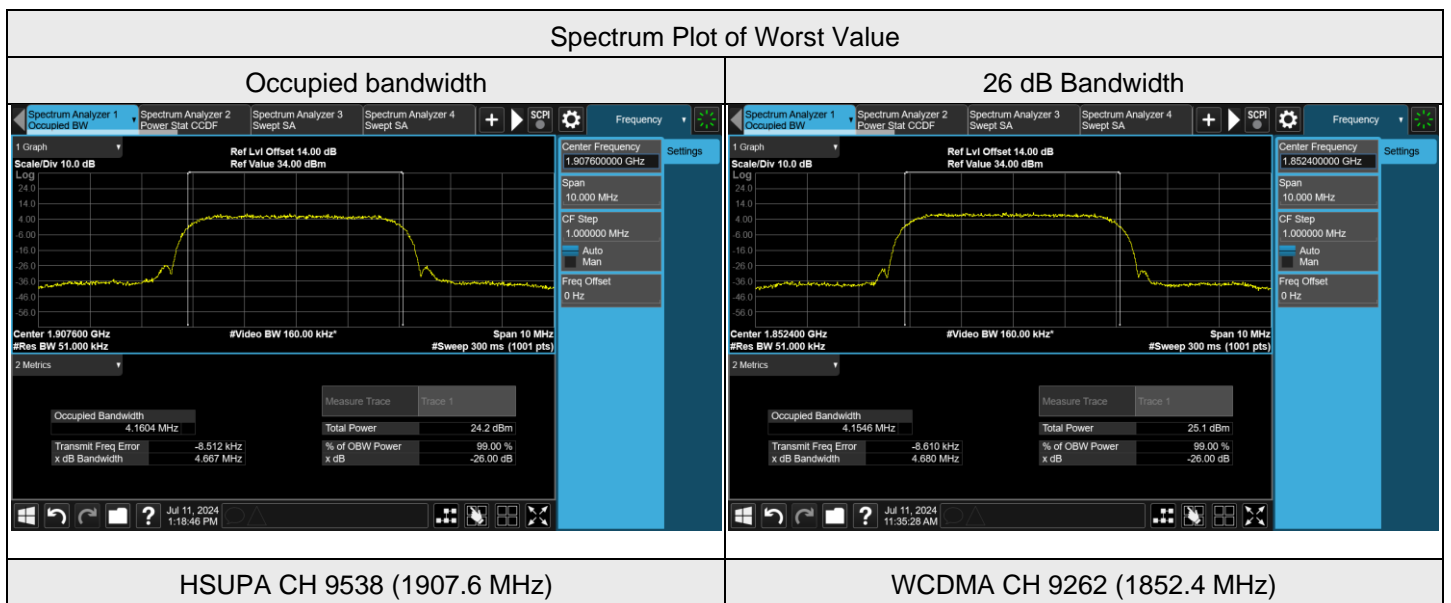 Spectrum Plot of Worst Value
Occupied bandwidth
26 dB Bandwidth
Spectrum Analyzer 1
Occupied BW
Spectrum Analyzer 2
Power Stat CCDF
Spectrum Analyzer 3
Swept SA
Spectrum Analyzer 4
Swept SA
SCPI
Frequency
1 Graph
Scale/Div 10.0 dB
Ref Lvl Offset 14.00 dB
Ref Value 34.00 dBm
Log
24.0
14.0
4.00
-6.00
-16.0
-26.0
-36.0
-46.0
-56.0
Center 1.907600 GHz
#Video BW 160.00 kHz*
Span 10 MHz
#Res BW 51.000 kHz
#Sweep 300 ms (1001 pts)
Center Frequency
1.907600000 GHz
Settings
Span
10.000 MHz
CF Step
1.000000 MHz
Auto
Man
Freq Offset
0 Hz
2 Metrics
Measure Trace Trace 1
Occupied Bandwidth
4.1604 MHz
Total Power 24.2 dBm
Transmit Freq Error -8.512 kHz
% of OBW Power 99.00 %
x dB Bandwidth 4.667 MHz
x dB -26.00 dB
?
Jul 11, 2024
1:18:46 PM
Spectrum Analyzer 1
Occupied BW
Spectrum Analyzer 2
Power Stat CCDF
Spectrum Analyzer 3
Swept SA
Spectrum Analyzer 4
Swept SA
SCPI
Frequency
1 Graph
Scale/Div 10.0 dB
Ref Lvl Offset 14.00 dB
Ref Value 34.00 dBm
Log
24.0
14.0
4.00
-6.00
-16.0
-26.0
-36.0
-46.0
-56.0
Center 1.852400 GHz
#Video BW 160.00 kHz*
Span 10 MHz
#Res BW 51.000 kHz
#Sweep 300 ms (1001 pts)
Center Frequency
1.852400000 GHz
Settings
Span
10.000 MHz
CF Step
1.000000 MHz
Auto
Man
Freq Offset
0 Hz
2 Metrics
Measure Trace Trace 1
Occupied Bandwidth
4.1546 MHz
Total Power 25.1 dBm
Transmit Freq Error -8.610 kHz
% of OBW Power 99.00 %
x dB Bandwidth 4.680 MHz
x dB -26.00 dB
?
Jul 11, 2024
11:35:28 AM
HSUPA CH 9538 (1907.6 MHz)
WCDMA CH 9262 (1852.4 MHz)